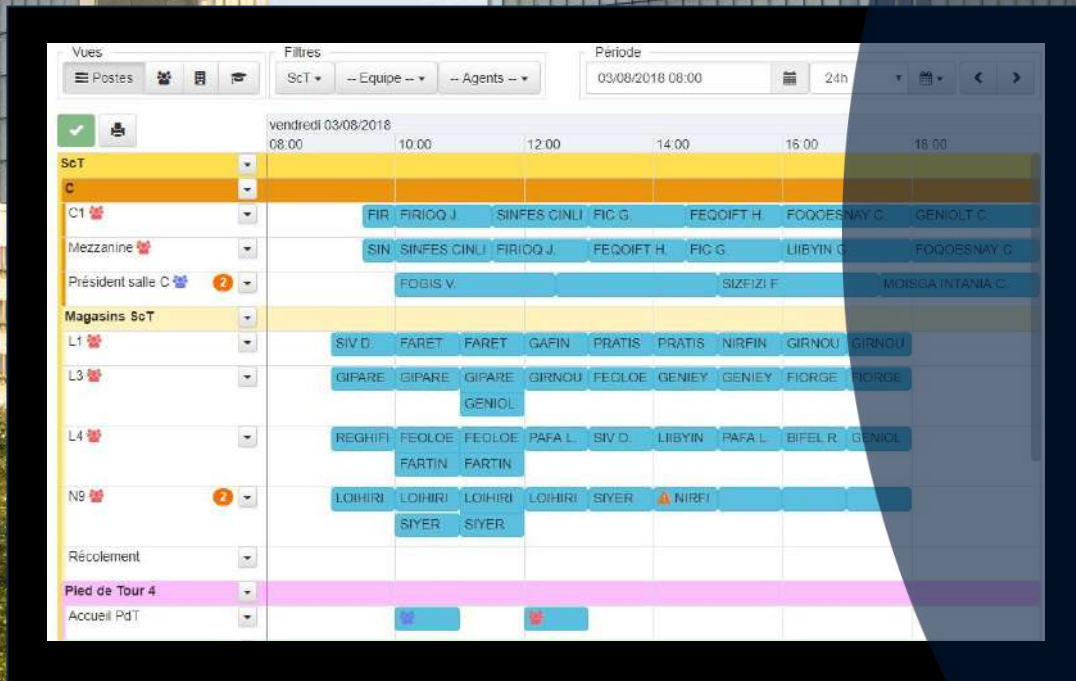 Vues Filtres Période
Postes ScT -- Equipe -- -- Agents -- 03/08/2018 08:00 24h
vendredi 03/08/2018
08:00 10:00 12:00 14:00 16:00 18:00
ScT
C
C1 FIR FIRIOQ J. SINFES CINLI FIC G. FEQOIFT H. FOQOESNAY C. GENIOLT C.
Mezzanine SIN SINFES CINLI FIRIOQ J. FEQOIFT H. FIC G. LIIBYIN G. FOQOESNAY C.
Président salle C 2 FOGIS V. SIZFIZI F. MOISGA INTANIA C.
Magasins ScT
L1 SIV D. FARET FARET GAFIN PRATIS PRATIS NIRFIN GIRNOU GIRNOU
L3 GIPARE GIPARE GIPARE GIRNOU FEOLOE GENIEY GENIEY FIORGE FIORGE
GENIOL
L4 REGHIFI FEOLOE FEOLOE PAFA L. SIV D. LIIBYIN PAFA L. BIFEL R. GENIOL
FARTIN FARTIN
N9 2 LOIHIRI LOIHIRI LOIHIRI LOIHIRI SIYER NIRFI
SIYER SIYER
Récolement
Pied de Tour 4
Accueil PdT